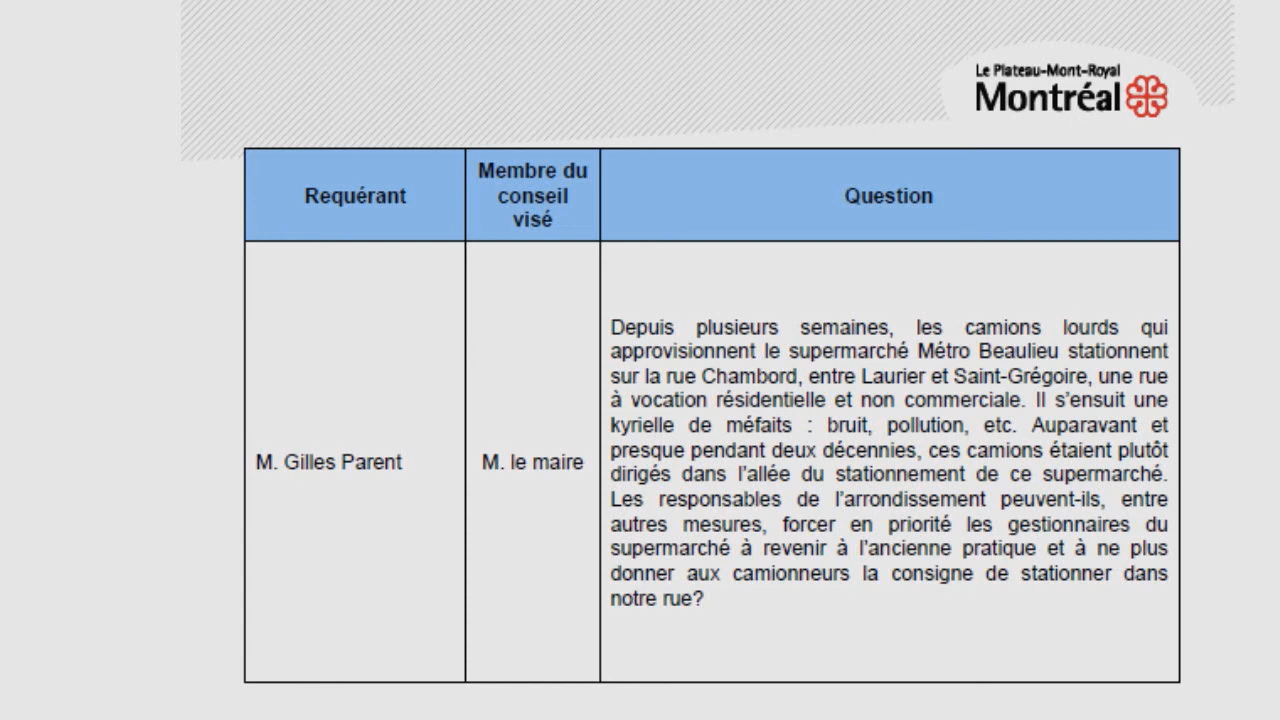 Le Plateau-Mont-Royal
Montréal
Requérant
Membre du
conseil
visé
Question
M. Gilles Parent
M. le maire
Depuis plusieurs semaines, les camions lourds qui
approvisionnent le supermarché Métro Beaulieu stationnent
sur la rue Chambord, entre Laurier et Saint-Grégoire, une rue
à vocation résidentielle et non commerciale. Il s'ensuit une
kyrielle de méfaits : bruit, pollution, etc. Auparavant et
presque pendant deux décennies, ces camions étaient plutôt
dirigés dans l'allée du stationnement de ce supermarché.
Les responsables de l'arrondissement peuvent-ils, entre
autres mesures, forcer en priorité les gestionnaires du
supermarché à revenir à l'ancienne pratique et à ne plus
donner aux camionneurs la consigne de stationner dans
notre rue?